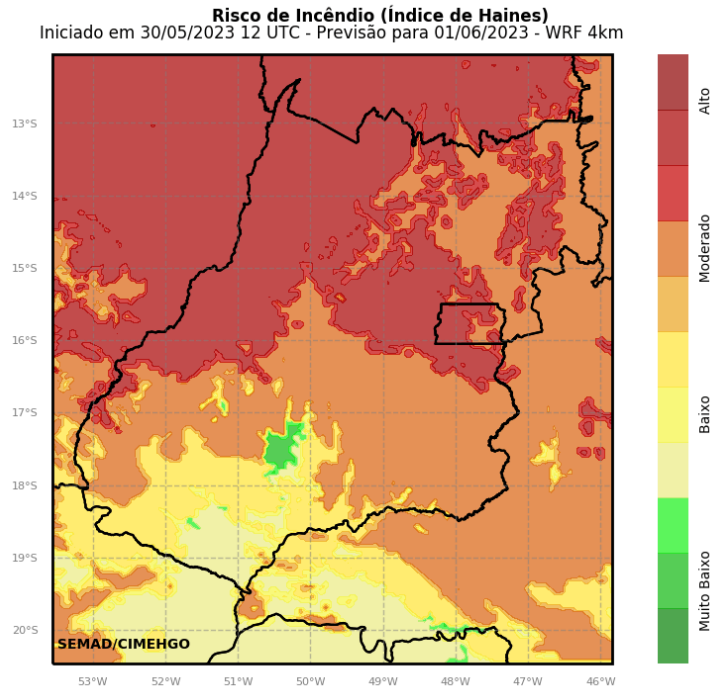 Risco de Incêndio (Índice de Haines)
Iniciado em 30/05/2023 12 UTC - Previsão para 01/06/2023 - WRF 4km
13°S
14°S
15°S
16°S
17°S
18°S
19°S
20°S
53°W
52°W
51°W
50°W
49°W
48°W
47°W
46°W
SEMAD/CIMEHGO
Alto
Moderado
Baixo
Muito Baixo